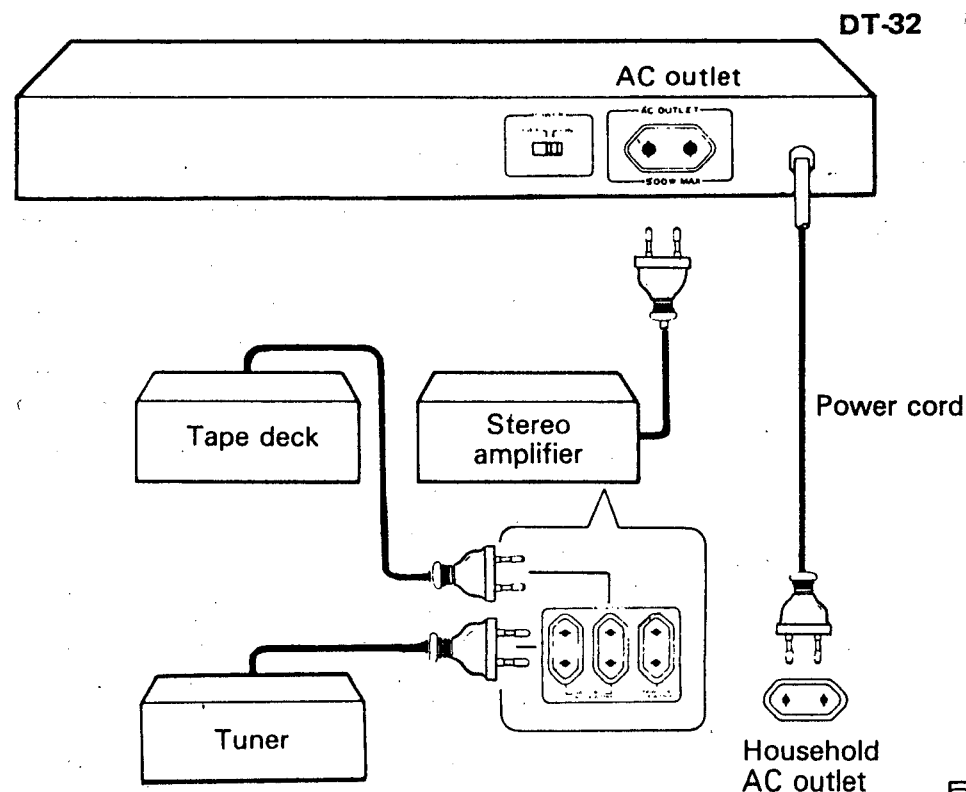 DT-32
AC outlet
AC OUTLET
500W MAX
Tape deck
Stereo
amplifier
Power cord
Tuner
Household
AC outlet